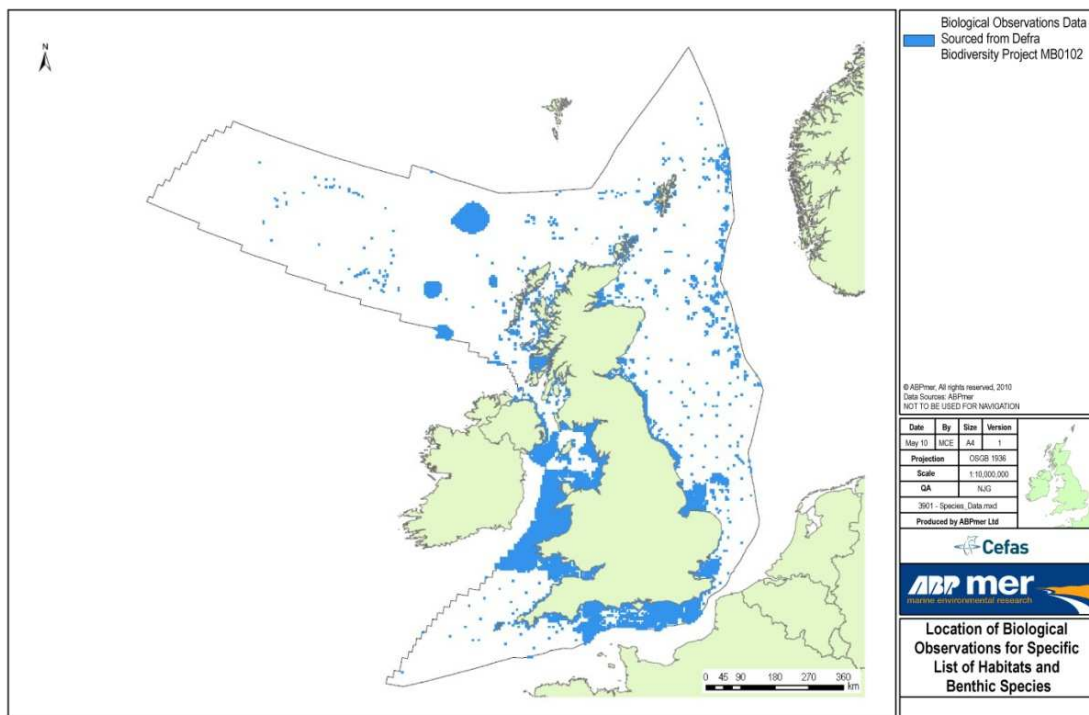 N
0 45 90 180 270 360
km
Biological Observations Data
Sourced from Defra
Biodiversity Project MB0102
© ABPmer, All rights reserved, 2010
Data Sources: ABPmer
NOT TO BE USED FOR NAVIGATION
Date By Size Version
May 10 MCE A4 1
Projection OSGB 1936
Scale 1:10,000,000
QA NJG
3901 - Species_Data.mxd
Produced by ABPmer Ltd
Cefas
ABP mer
marine environmental research
Location of Biological
Observations for Specific
List of Habitats and
Benthic Species